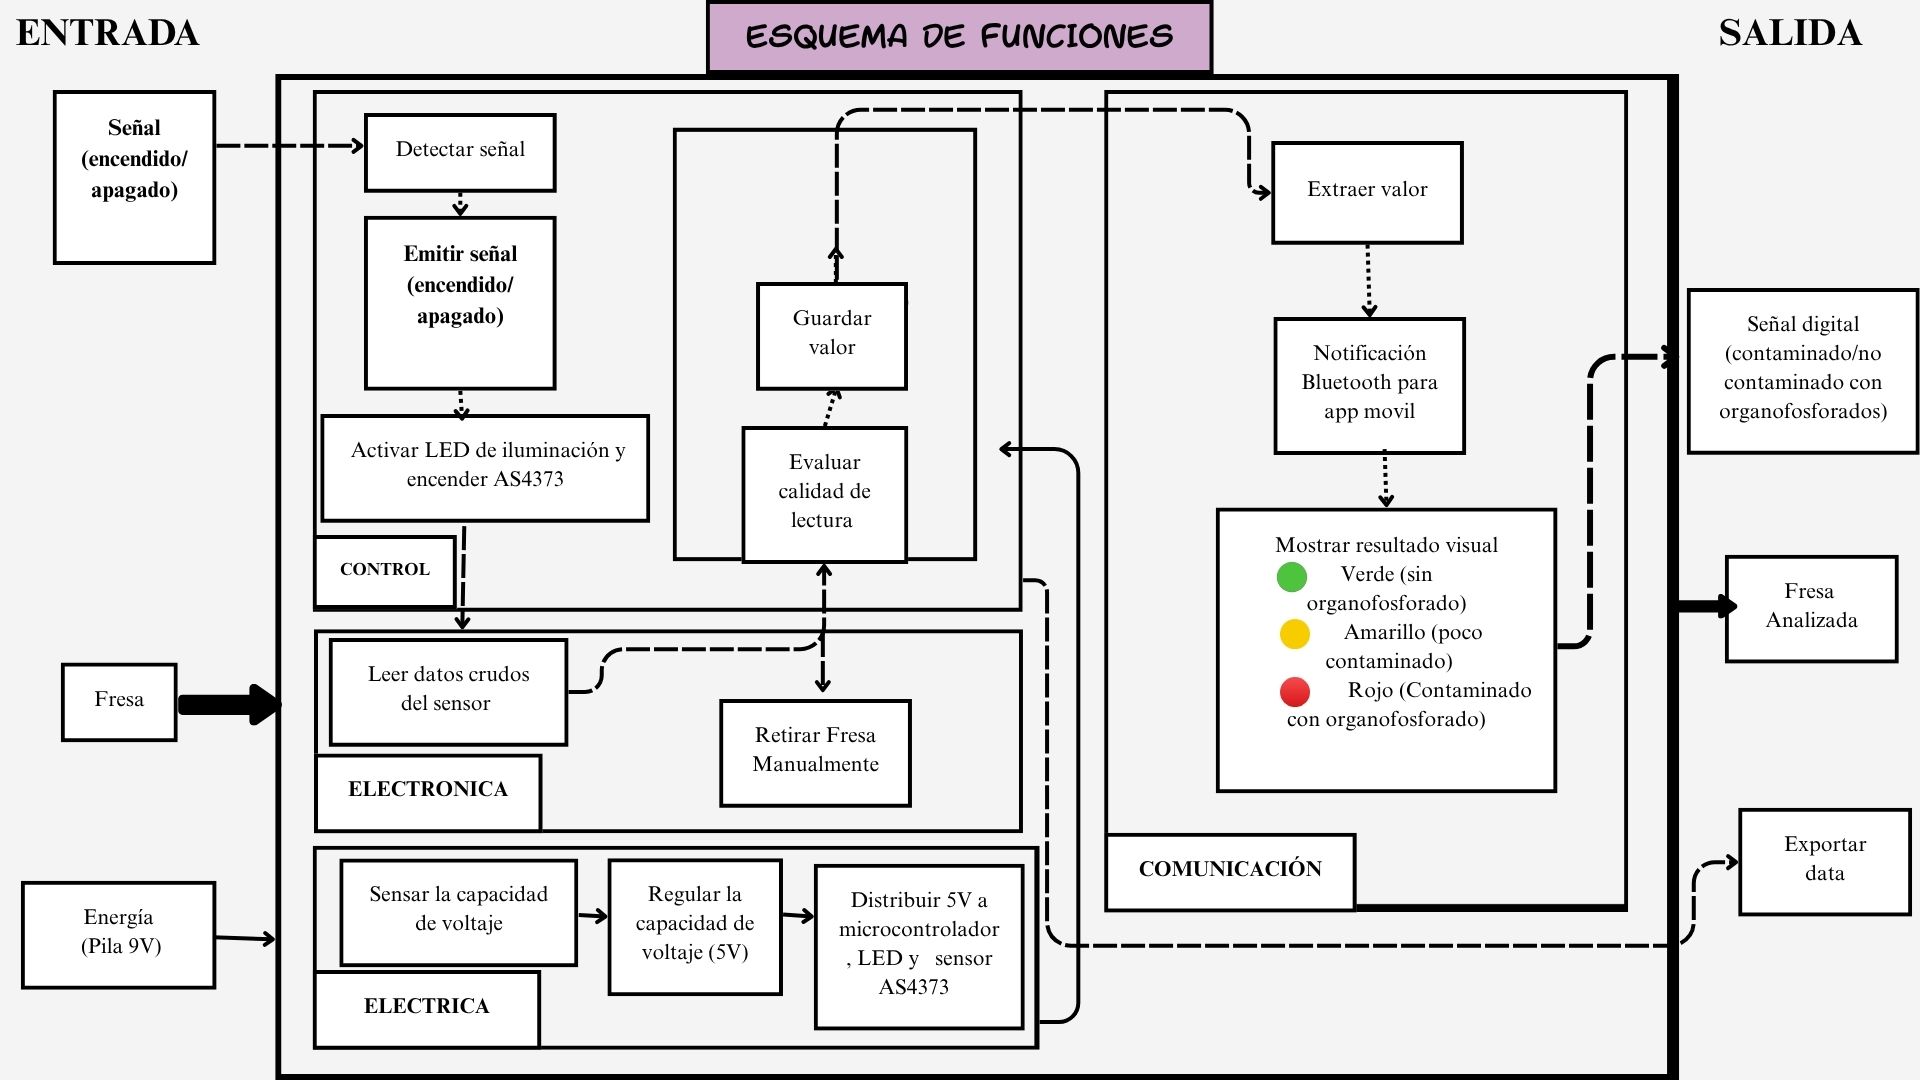 ENTRADA
ESQUEMA DE FUNCIONES
SALIDA
Señal
(encendido/
apagado)
Detectar señal
Emitir señal
(encendido/
apagado)
Activar LED de iluminación y
encender AS4373
CONTROL
Guardar
valor
Evaluar
calidad de
lectura
Fresa
Leer datos crudos
del sensor
Retirar Fresa
Manualmente
ELECTRONICA
Energía
(Pila 9V)
Sensar la capacidad
de voltaje
Regular la
capacidad de
voltaje (5V)
Distribuir 5V a
microcontrolador
, LED y sensor
AS4373
ELECTRICA
Extraer valor
Notificación
Bluetooth para
app movil
Mostrar resultado visual
Verde (sin
organofosforado)
Amarillo (poco
contaminado)
Rojo (Contaminado
con organofosforado)
COMUNICACIÓN
Señal digital
(contaminado/no
contaminado con
organofosforados)
Fresa
Analizada
Exportar
data